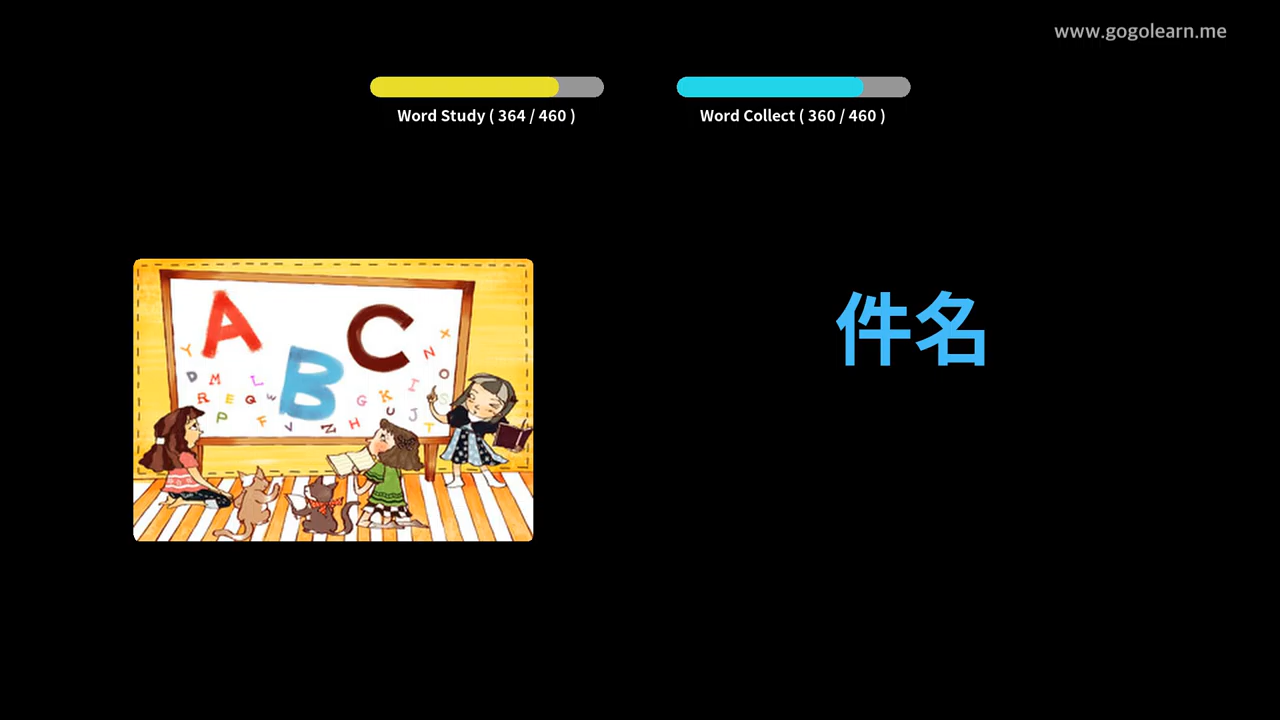 www.gogolearn.me
Word Study ( 364 / 460 )
Word Collect ( 360 / 460 )
件名
A
B
C
Y
D
M
L
R
E
Q
W
P
F
V
Z
H
G
K
U
J
I
N
X
O
S
T